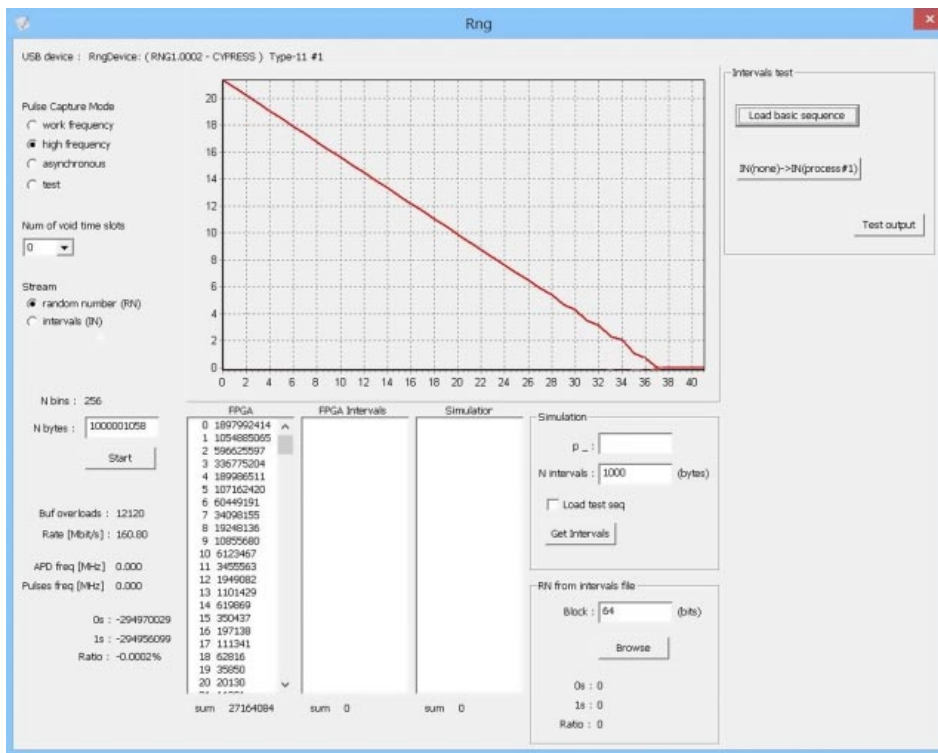 Rng
USB device : RngDevice: ( RNG1.0002 - CYPRESS ) Type-11 #1
Pulse Capture Mode
work frequency
high frequency
asynchronous
test
Num of void time slots
0
Stream
random number (RN)
intervals (IN)
N bins : 256
N bytes : 1000001058
Start
Buf overloads : 12120
Rate [Mbit/s] : 160.80
APD freq [MHz] 0.000
Pulses freq [MHz] 0.000
0s : -294970029
1s : -294956099
Ratio : -0.0002%
20
18
16
14
12
10
8
6
4
2
0
0 2 4 6 8 10 12 14 16 18 20 22 24 26 28 30 32 34 36 38 40
FPGA
0 1897992414
1 1054885065
2 596625597
3 336775204
4 189986511
5 107162420
6 60449191
7 34098155
8 19248136
9 10855680
10 6123467
11 3455563
12 1949082
13 1101429
14 619869
15 350437
16 197138
17 111341
18 62816
19 35850
20 20130
sum 27164084
FPGA Intervals
sum 0
Simulation
sum 0
Intervals test
Load basic sequence
IN(none)->IN(process#1)
Test output
Simulation
p _ :
N intervals : 1000 (bytes)
Load test seq
Get Intervals
RN from intervals file
Block : 64 (bits)
Browse
0s : 0
1s : 0
Ratio : 0